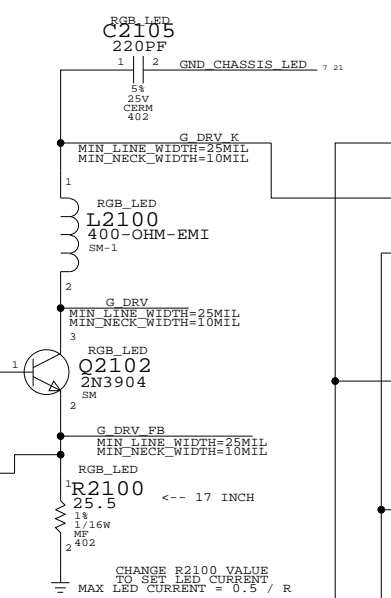 RGB_LED
C2105
220PF
1 2 GND_CHASSIS_LED 7 21
5%
25V
CERM
402
G_DRV_K
MIN_LINE_WIDTH=25MIL
MIN_NECK_WIDTH=10MIL
1
RGB_LED
L2100
400-OHM-EMI
SM-1
2
G_DRV
MIN_LINE_WIDTH=25MIL
MIN_NECK_WIDTH=10MIL
3
RGB_LED
1 Q2102
2N3904
SM
2
G_DRV_FB
MIN_LINE_WIDTH=25MIL
MIN_NECK_WIDTH=10MIL
RGB_LED
1 R2100
25.5 <-- 17 INCH
1%
1/16W
MF
2 402
CHANGE R2100 VALUE
TO SET LED CURRENT
MAX LED CURRENT = 0.5 / R